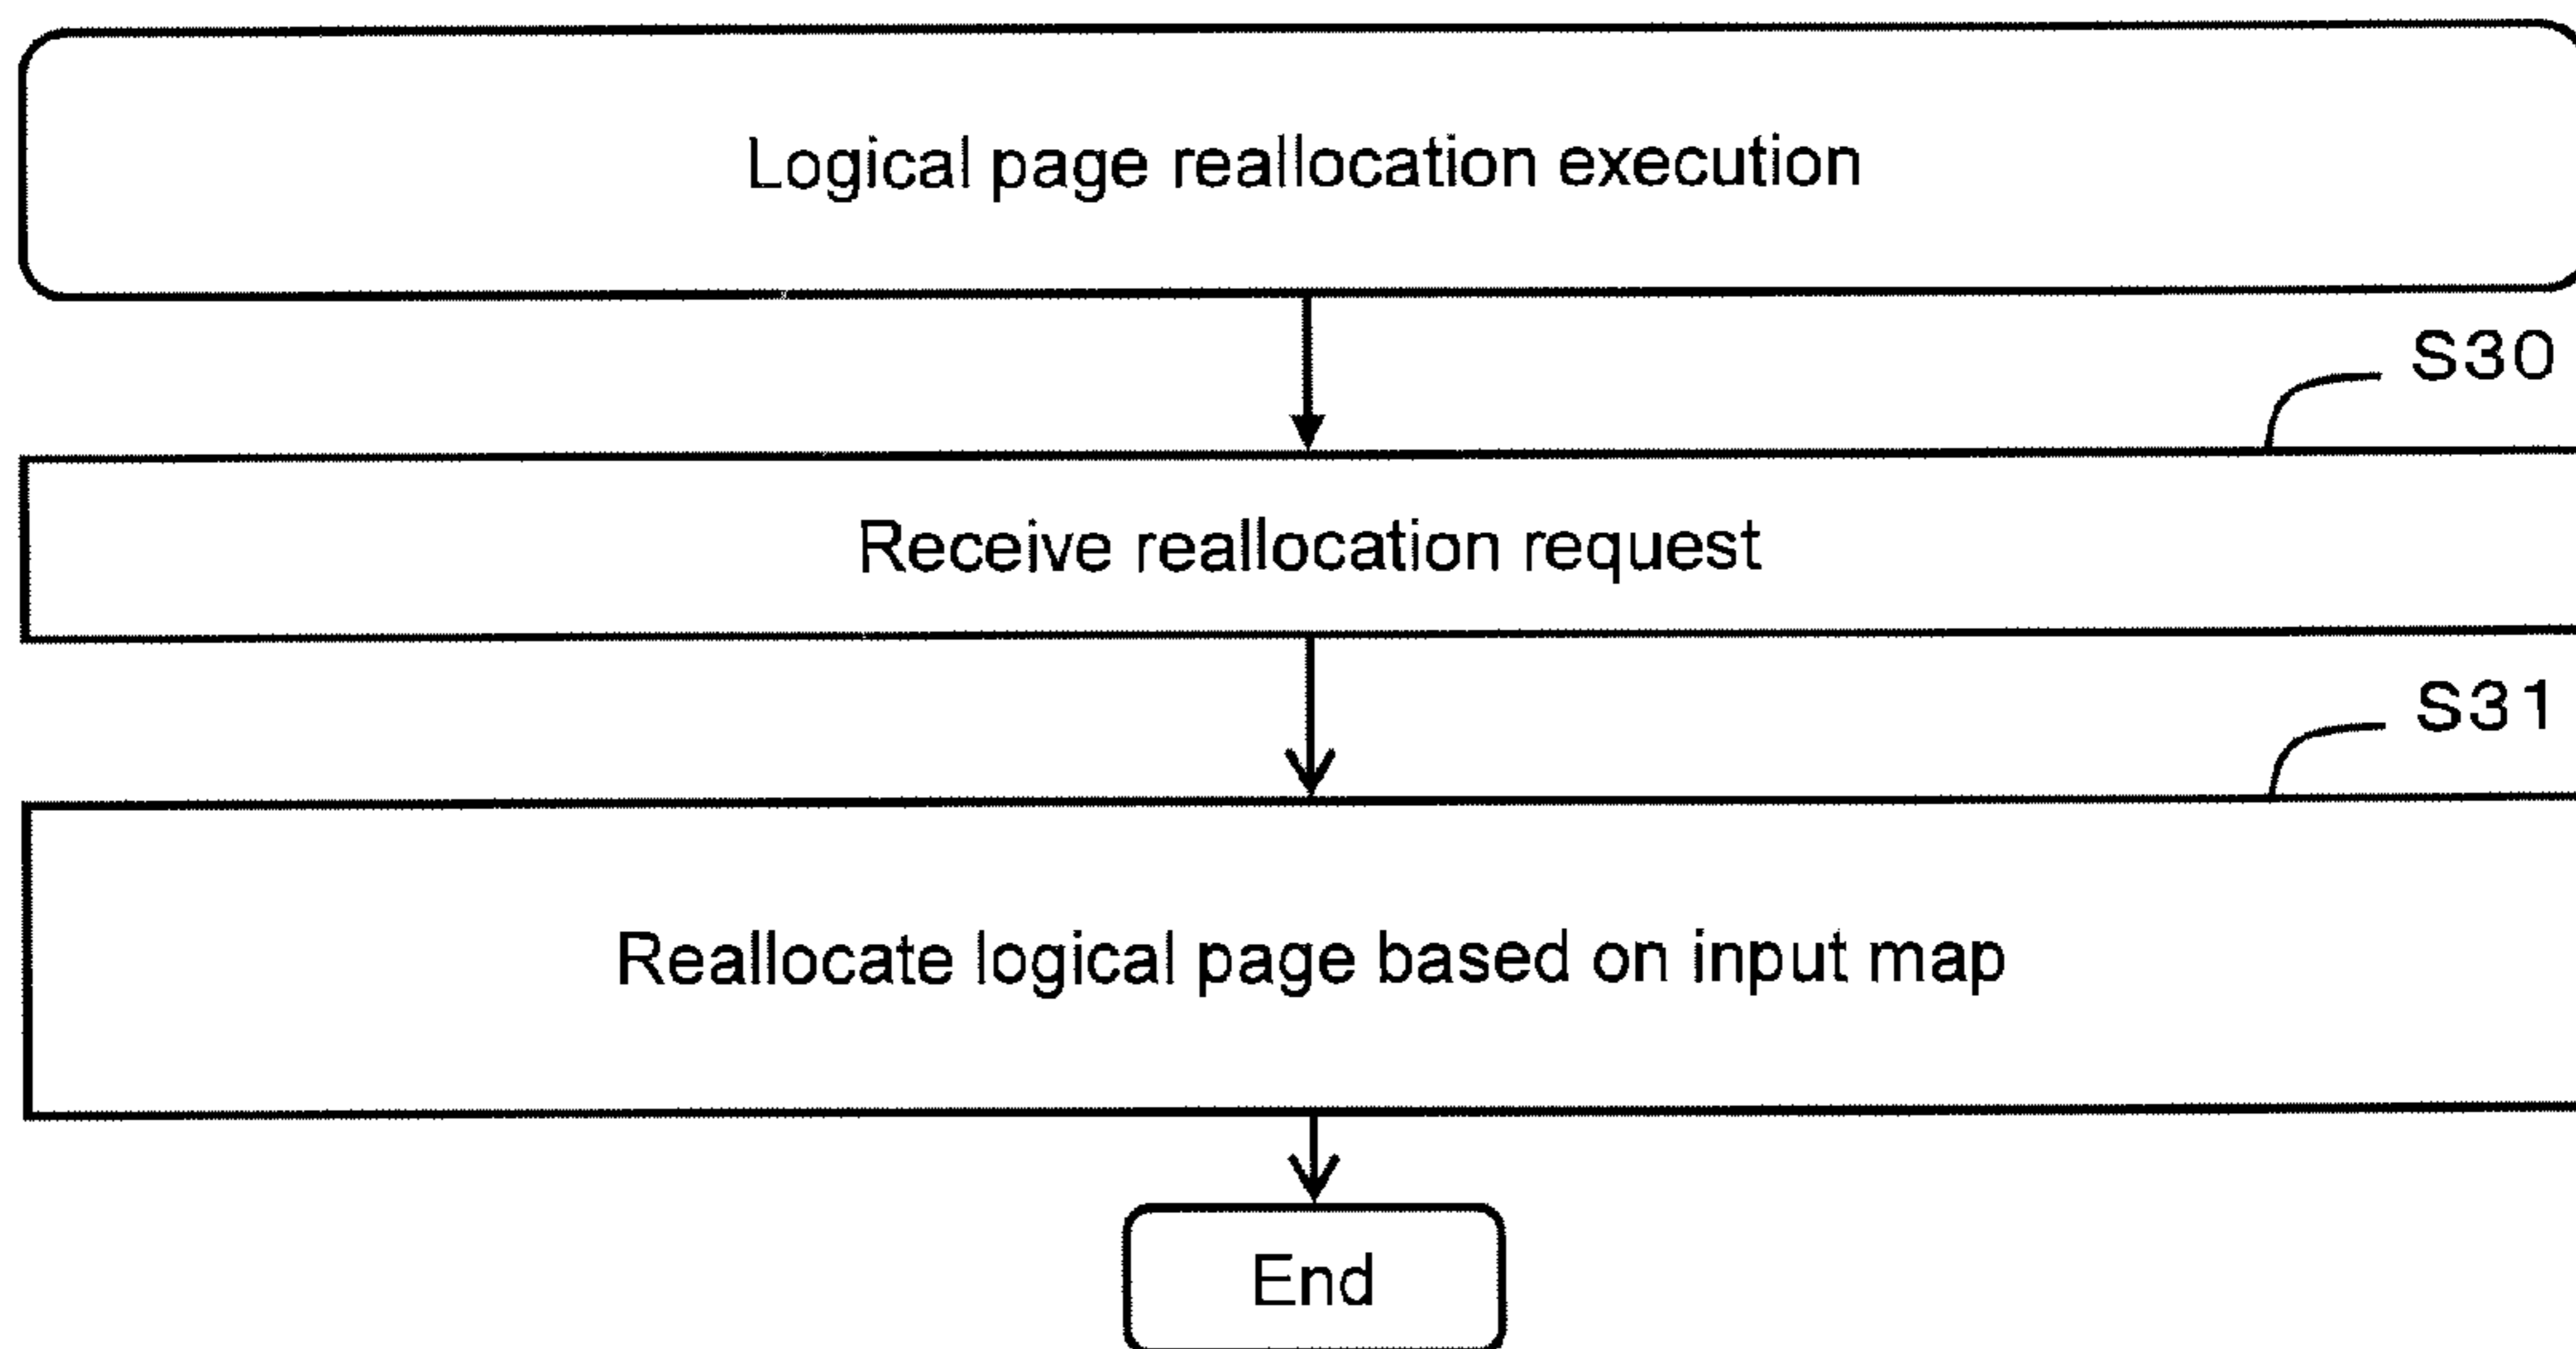 Logical page reallocation execution
S30
Receive reallocation request
S31
Reallocate logical page based on input map
End